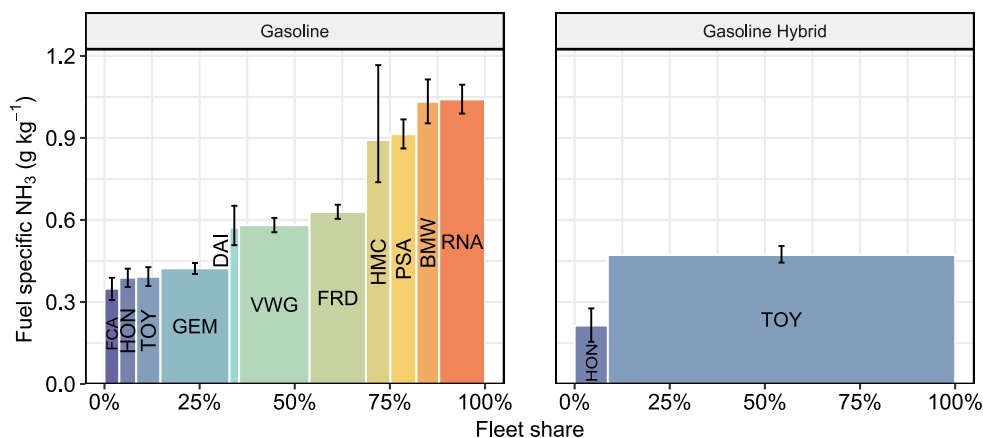 Gasoline
Gasoline Hybrid
Fuel specific NH₃ (g kg⁻¹)
1.2
0.9
0.6
0.3
0.0
FCA
HON
TOY
GEM
DAI
VWG
FRD
HMC
PSA
BMW
RNA
HON
TOY
0% 25% 50% 75% 100%
0% 25% 50% 75% 100%
Fleet share